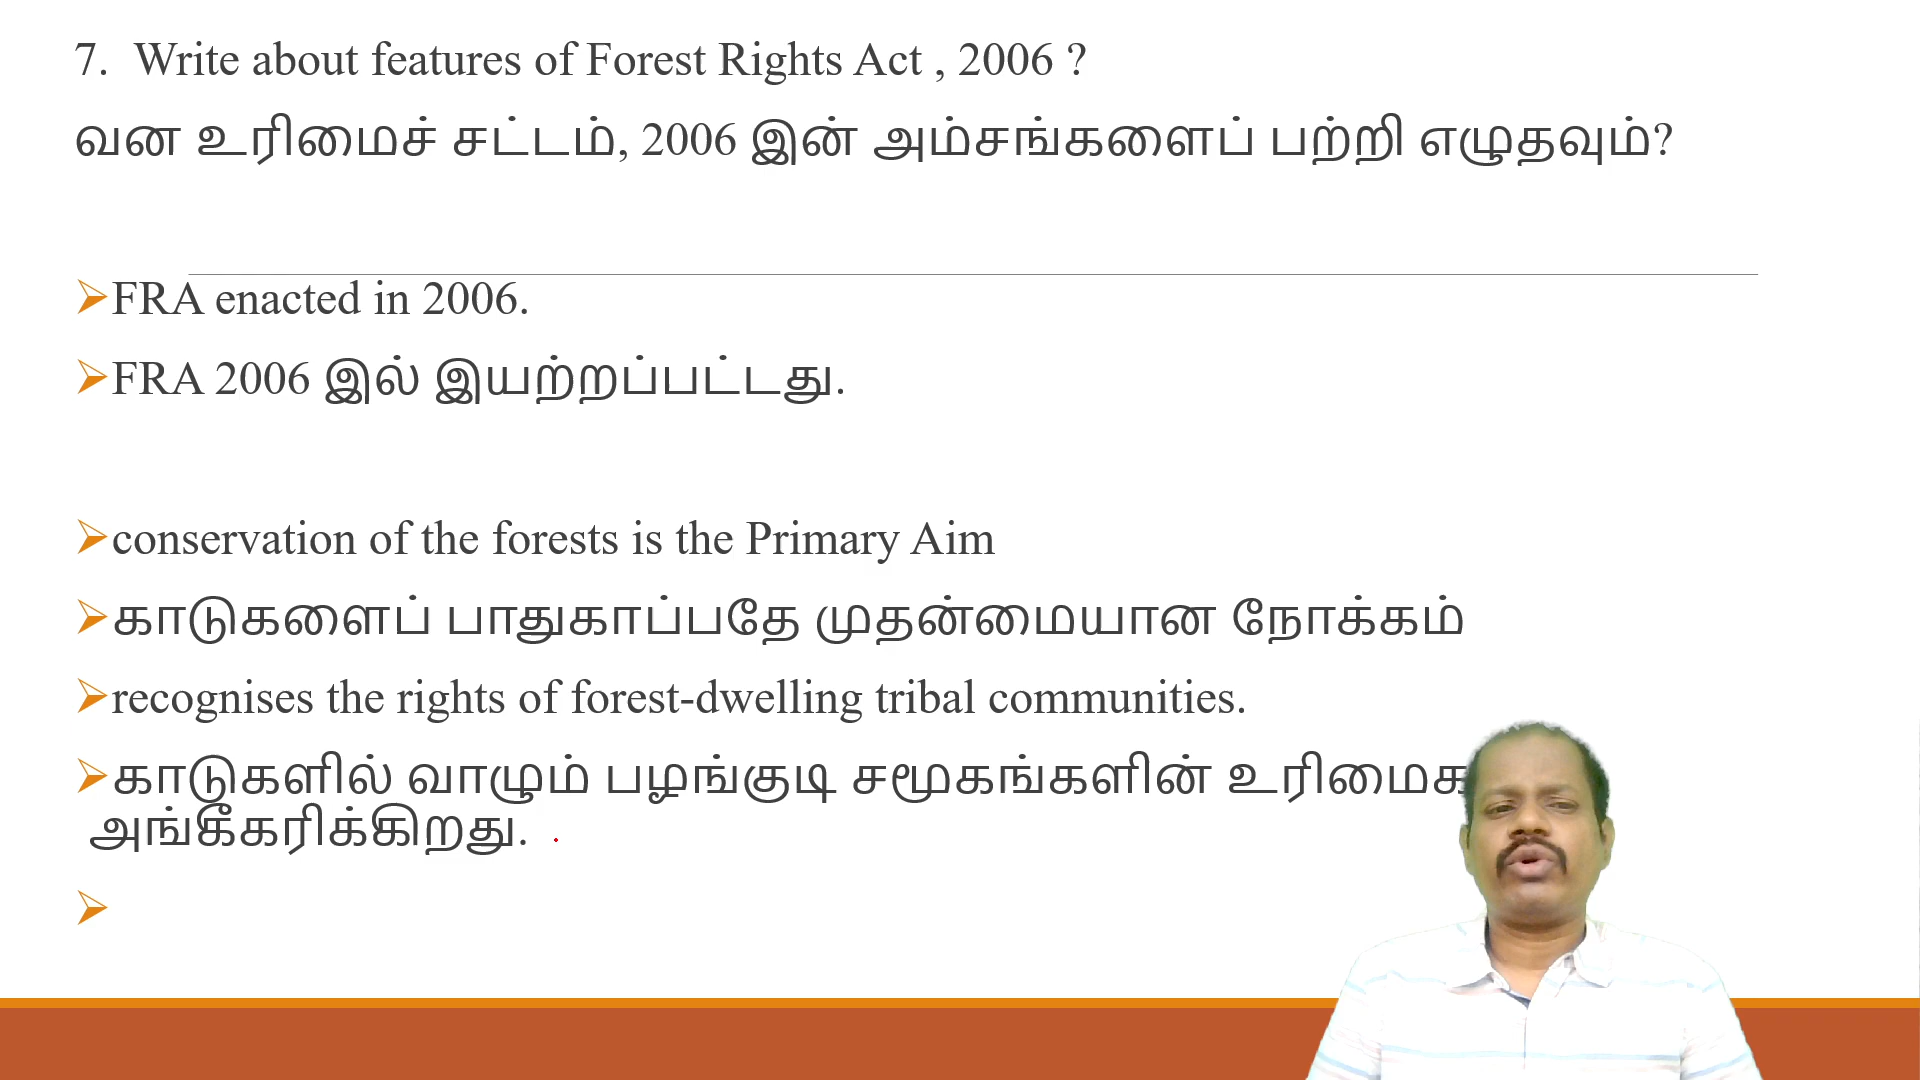 7. Write about features of Forest Rights Act , 2006 ?
வன உரிமைச் சட்டம், 2006 இன் அம்சங்களைப் பற்றி எழுதவும்?
FRA enacted in 2006.
FRA 2006 இல் இயற்றப்பட்டது.
conservation of the forests is the Primary Aim
காடுகளைப் பாதுகாப்பதே முதன்மையான நோக்கம்
recognises the rights of forest-dwelling tribal communities.
காடுகளில் வாழும் பழங்குடி சமூகங்களின்
அங்கீகரிக்கிறது.